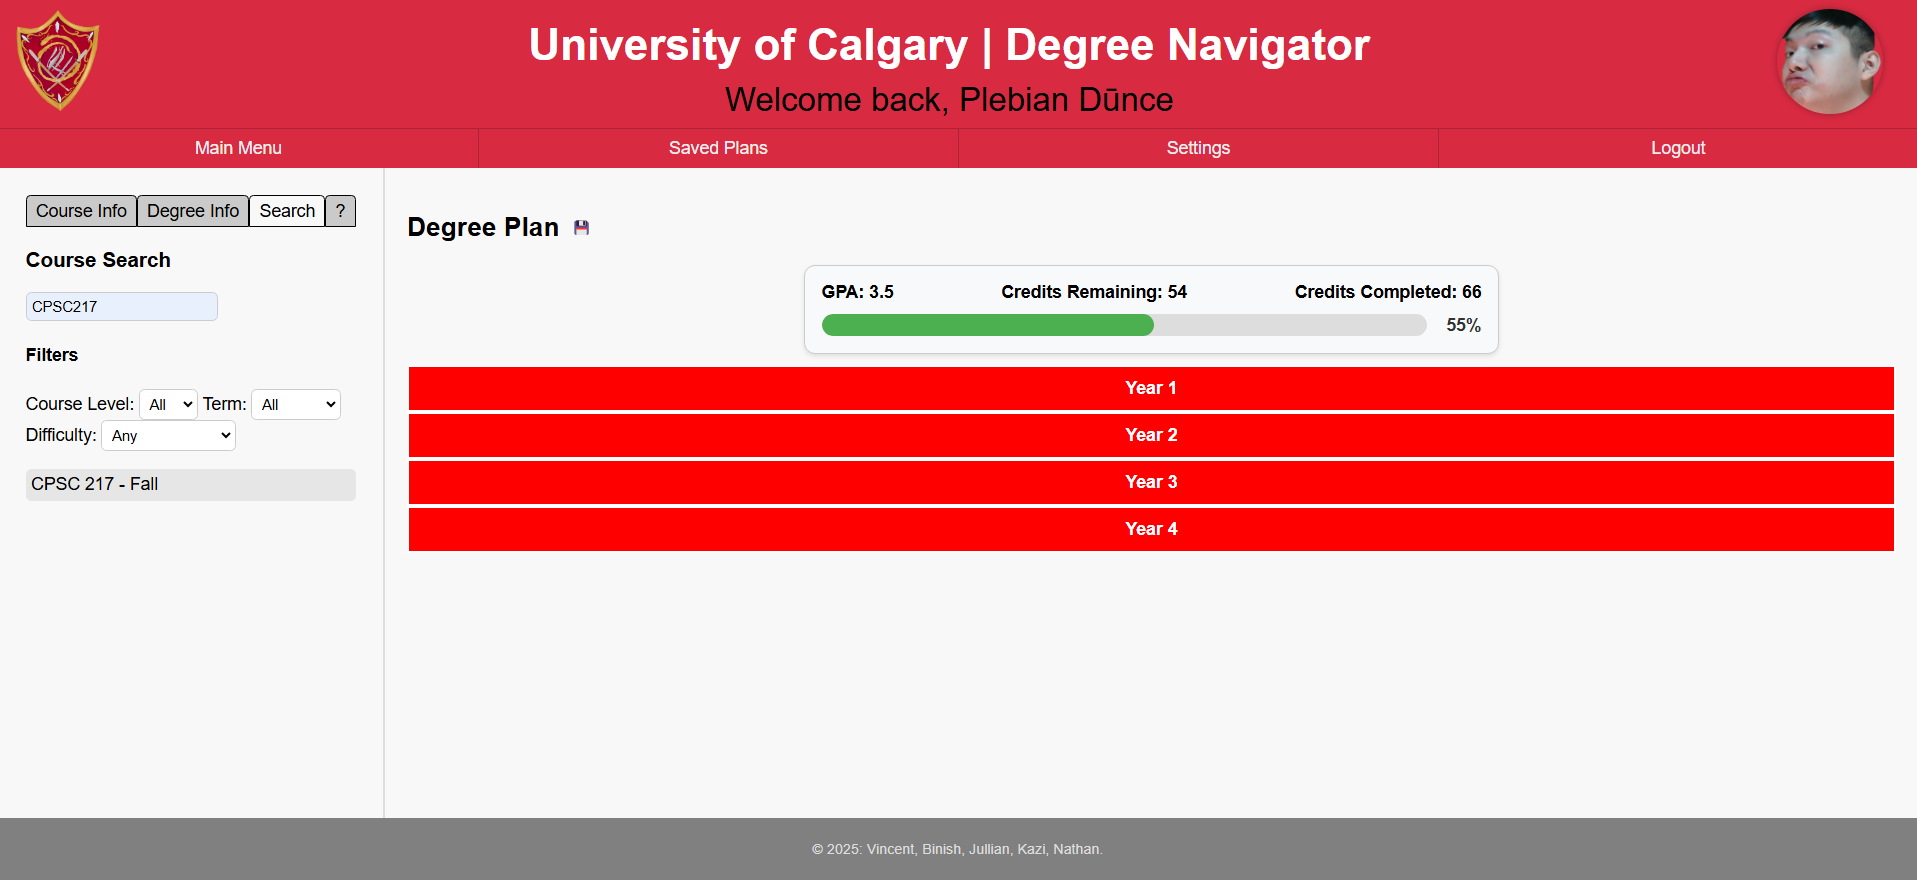 University of Calgary | Degree Navigator
Welcome back, Plebian Dūnce
Main Menu
Saved Plans
Settings
Logout
Course Info
Degree Info
Search
?
Course Search
CPSC217
Filters
Course Level: All Term: All
Difficulty: Any
CPSC 217 - Fall
Degree Plan
GPA: 3.5
Credits Remaining: 54
Credits Completed: 66
55%
Year 1
Year 2
Year 3
Year 4
© 2025: Vincent, Binish, Jullian, Kazi, Nathan.